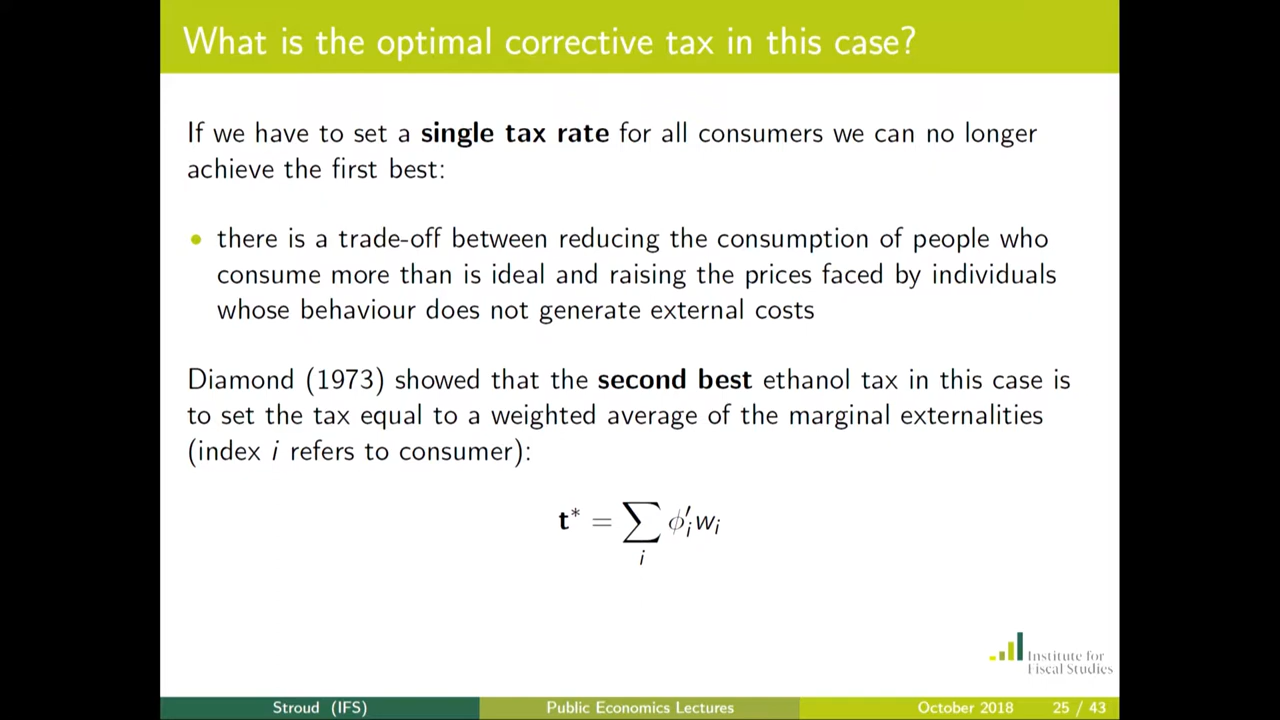 What is the optimal corrective tax in this case?
If we have to set a single tax rate for all consumers we can no longer
achieve the first best:
• there is a trade-off between reducing the consumption of people who
consume more than is ideal and raising the prices faced by individuals
whose behaviour does not generate external costs
Diamond (1973) showed that the second best ethanol tax in this case is
to set the tax equal to a weighted average of the marginal externalities
(index i refers to consumer):
t* = ∑ ϕ′ᵢwᵢ
i
Institute for
Fiscal Studies
Stroud (IFS) Public Economics Lectures October 2018 25 / 43